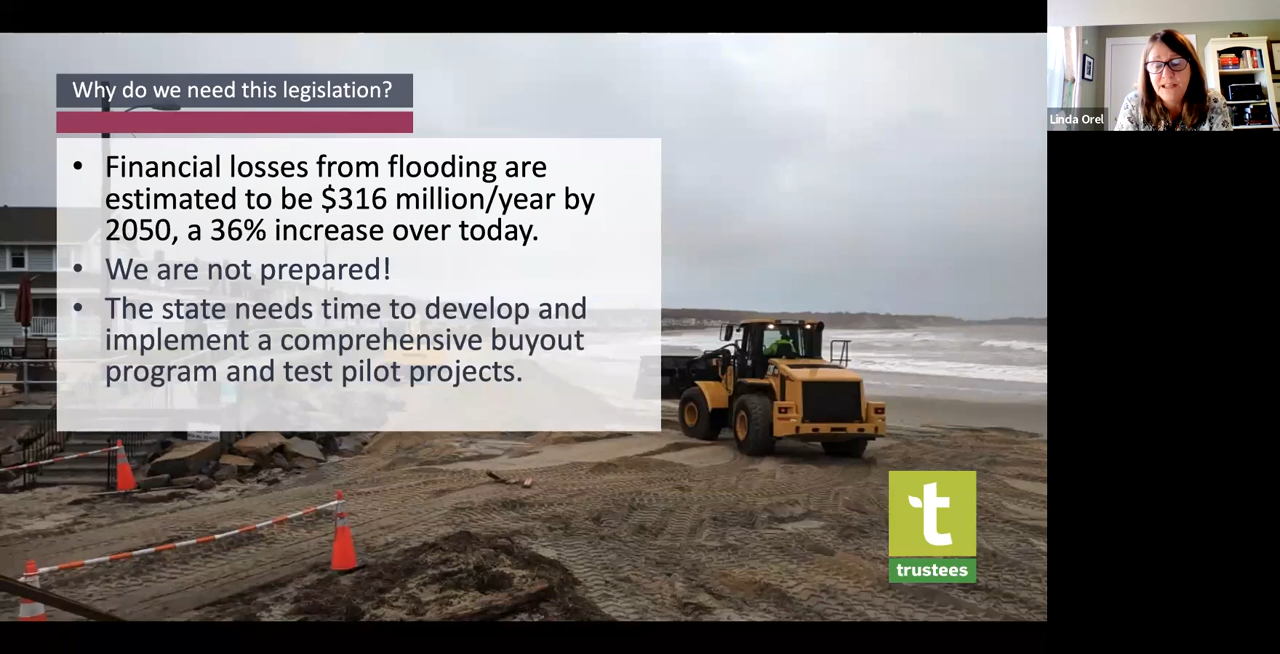 Why do we need this legislation?
• Financial losses from flooding are
estimated to be $316 million/year by
2050, a 36% increase over today.
• We are not prepared!
• The state needs time to develop and
implement a comprehensive buyout
program and test pilot projects.
t
trustees
Linda Orel